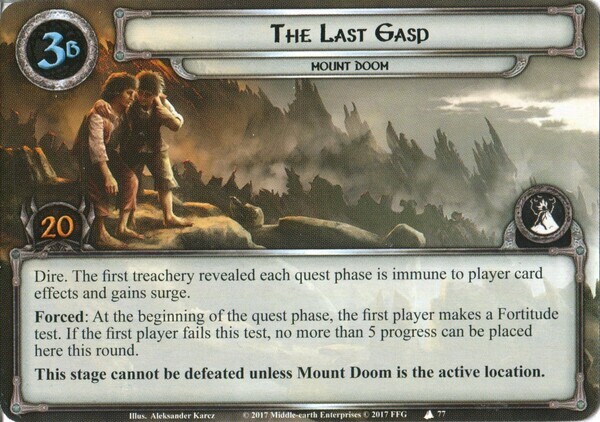 3B
THE LAST GASP
MOUNT DOOM
20
Dire. The first treachery revealed each quest phase is immune to player card
effects and gains surge.
Forced: At the beginning of the quest phase, the first player makes a Fortitude
test. If the first player fails this test, no more than 5 progress can be placed
here this round.
This stage cannot be defeated unless Mount Doom is the active location.
Illus. Aleksander Karcz © 2017 Middle-earth Enterprises © 2017 FFG 77